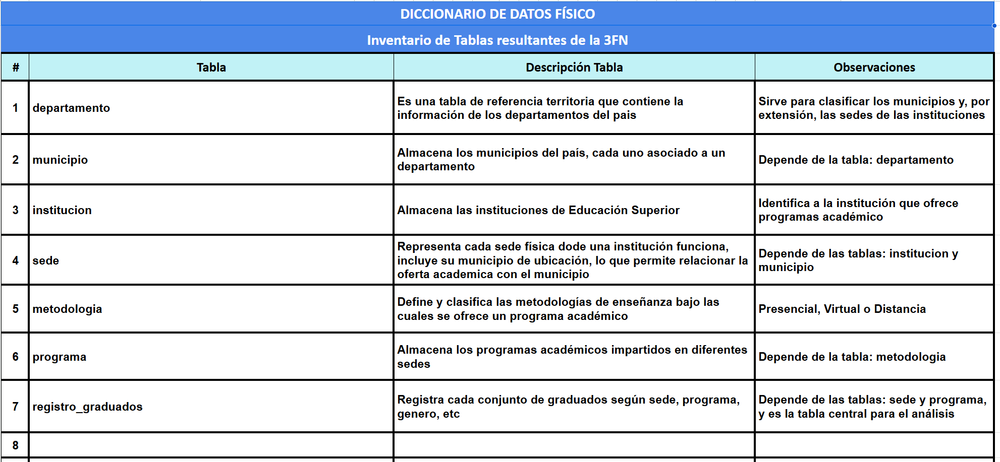 DICCIONARIO DE DATOS FÍSICO
Inventario de Tablas resultantes de la 3FN
# Tabla Descripción Tabla Observaciones
1 departamento
Es una tabla de referencia territoria que contiene la
información de los departamentos del pais
Sirve para clasificar los municipios y, por
extensión, las sedes de las instituciones
2 municipio
Almacena los municipios del país, cada uno asociado a un
departamento
Depende de la tabla: departamento
3 institucion
Almacena las instituciones de Educación Superior
Identifica a la institución que ofrece
programas académico
4 sede
Representa cada sede física dode una institución funciona,
incluye su municipio de ubicación, lo que permite relacionar la
oferta academica con el municipio
Depende de las tablas: institucion y
municipio
5 metodologia
Define y clasifica las metodologías de enseñanza bajo las
cuales se ofrece un programa académico
Presencial, Virtual o Distancia
6 programa
Almacena los programas académicos impartidos en diferentes
sedes
Depende de la tabla: metodologia
7 registro_graduados
Registra cada conjunto de graduados según sede, programa,
genero, etc
Depende de las tablas: sede y programa,
y es la tabla central para el análisis
8